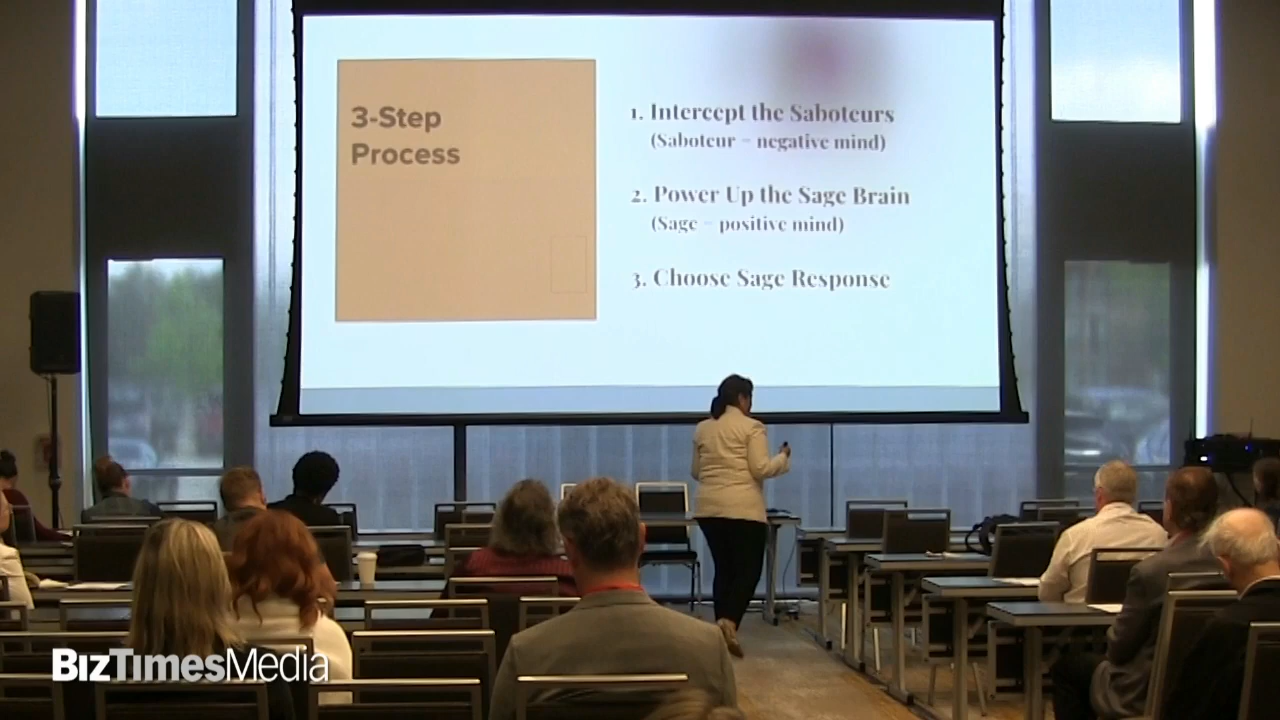 3-Step
Process
1. Intercept the Saboteurs
(Saboteur = negative mind)
2. Power Up the Sage Brain
(Sage = positive mind)
3. Choose Sage Response
BizTimesMedia